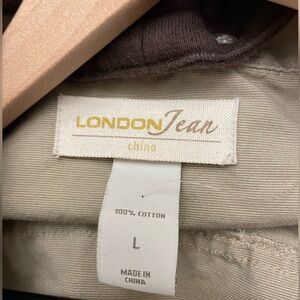 LONDON Jean
chino
100% COTTON
L
MADE IN
CHINA